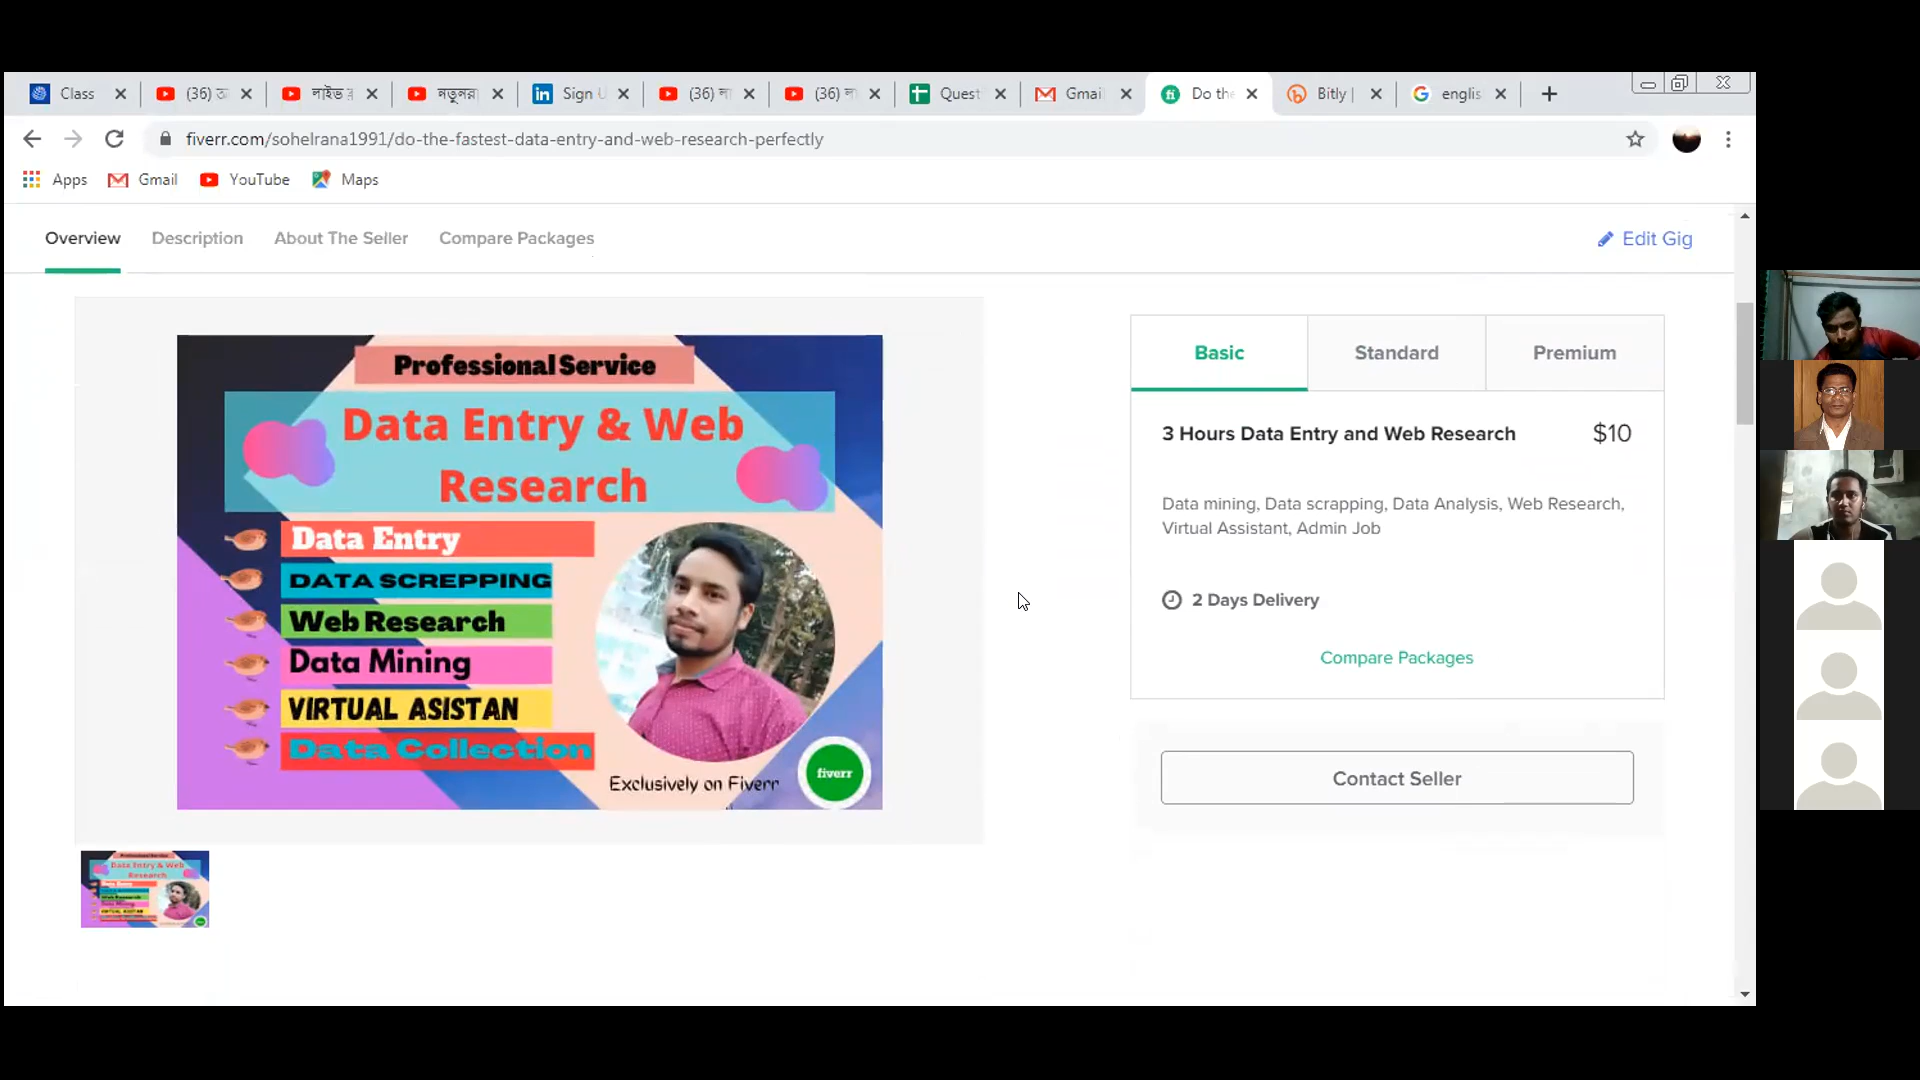 Class
(36) ত
লাইভ ক্ল
নতুনরা
Sign U
(36) ল
(36) ল
Quest
Gmai
Do the
Bitly |
englis
fiverr.com/sohelrana1991/do-the-fastest-data-entry-and-web-research-perfectly
Apps
Gmail
YouTube
Maps
Overview
Description
About The Seller
Compare Packages
Edit Gig
Professional Service
Data Entry & Web
Research
Data Entry
DATA SCREPPING
Web Research
Data Mining
VIRTUAL ASISTAN
Data Collection
Exclusively on Fiverr
fiverr
Basic
Standard
Premium
3 Hours Data Entry and Web Research
$10
Data mining, Data scrapping, Data Analysis, Web Research,
Virtual Assistant, Admin Job
2 Days Delivery
Compare Packages
Contact Seller